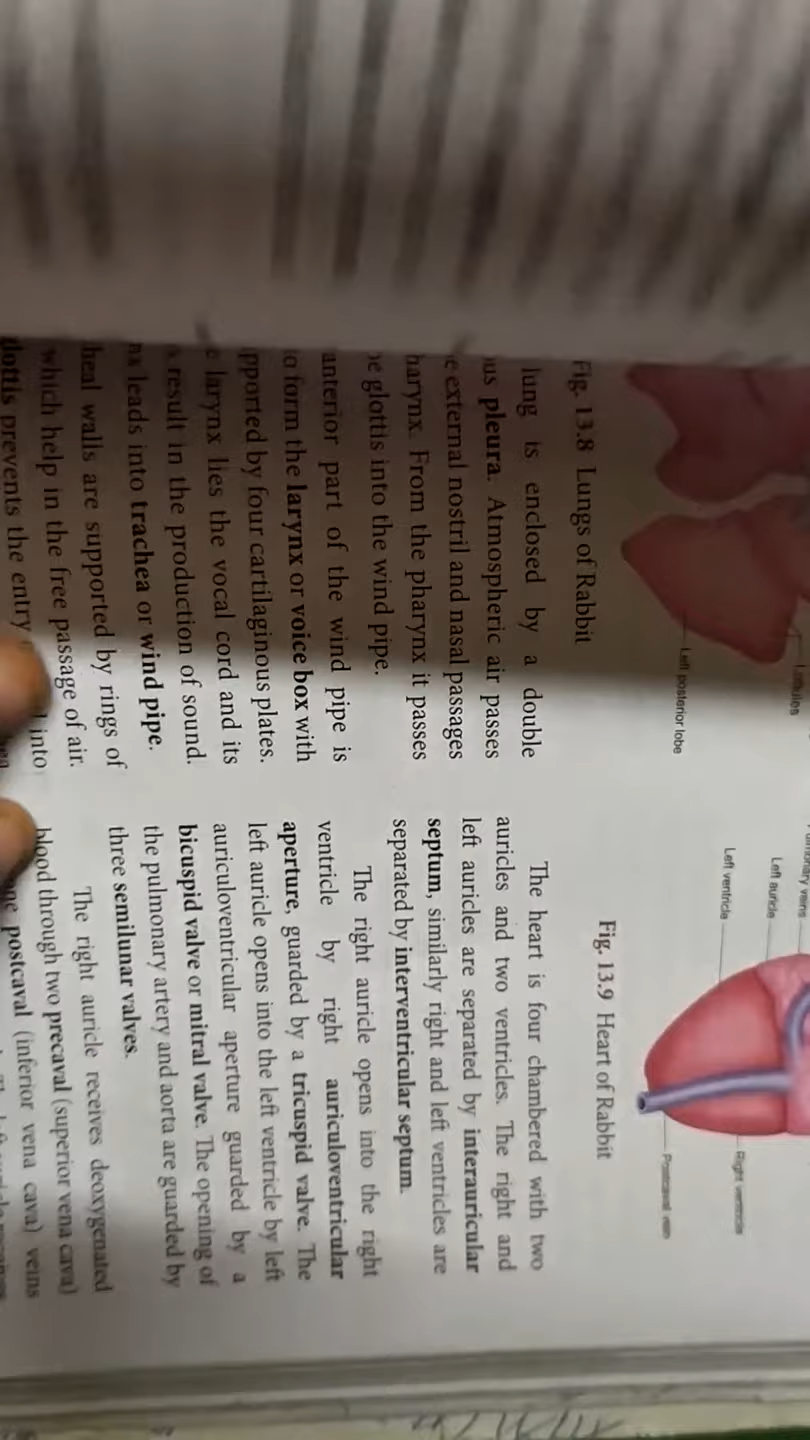 Lobules
Left posterior lobe
Fig. 13.8 Lungs of Rabbit
lung is enclosed by a double
pleura. Atmospheric air passes
external nostril and nasal passages
From the pharynx it passes
glottis into the wind pipe.
anterior part of the wind pipe is
form the larynx or voice box with
by four cartilaginous plates.
larynx lies the vocal cord and its
result in the production of sound.
leads into trachea or wind pipe.
walls are supported by rings of
which help in the free passage of air.
prevents the entry
into
veins
Left auricle
Left ventricle
Right ventricle
Postcaval vein
Fig. 13.9 Heart of Rabbit
The heart is four chambered with two
auricles and two ventricles. The right and
left auricles are separated by interauricular
septum, similarly right and left ventricles are
separated by interventricular septum.
The right auricle opens into the right
ventricle by right auriculoventricular
aperture, guarded by a tricuspid valve. The
left auricle opens into the left ventricle by left
auriculoventricular aperture guarded by a
bicuspid valve or mitral valve. The opening of
the pulmonary artery and aorta are guarded by
three semilunar valves.
The right auricle receives deoxygenated
blood through two precaval (superior vena cava)
postcaval (inferior vena cava) veins